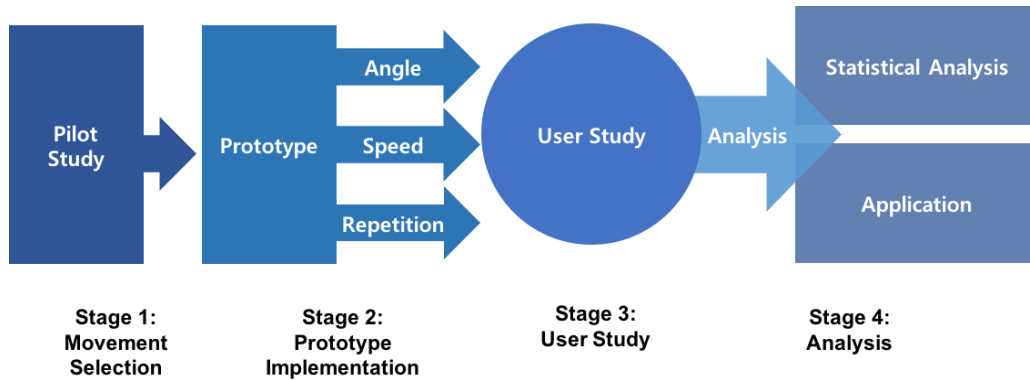 Pilot
Study
Prototype
Angle
Speed
Repetition
User Study
Analysis
Statistical Analysis
Application
Stage 1:
Movement
Selection
Stage 2:
Prototype
Implementation
Stage 3:
User Study
Stage 4:
Analysis